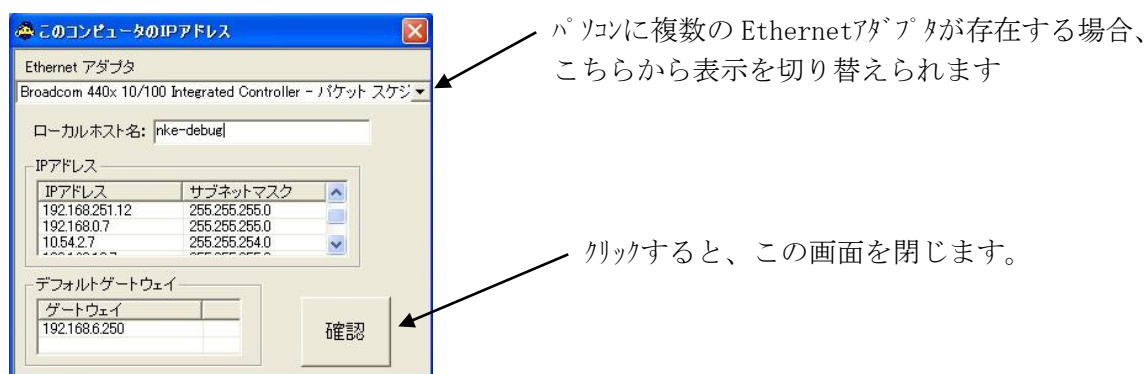 このコンピュータのIPアドレス
Ethernet アダプタ
Broadcom 440x 10/100 Integrated Controller - パケット スケジ
ローカルホスト名: nke-debug
IPアドレス
IPアドレス サブネットマスク
192.168.251.12 255.255.255.0
192.168.0.7 255.255.255.0
10.54.2.7 255.255.254.0
デフォルトゲートウェイ
ゲートウェイ
192.168.6.250
確認
ﾊﾟｿｺﾝに複数の Ethernetｱﾀﾞﾌﾟﾀが存在する場合、
こちらから表示を切り替えられます
ｸﾘｯｸすると、この画面を閉じます。